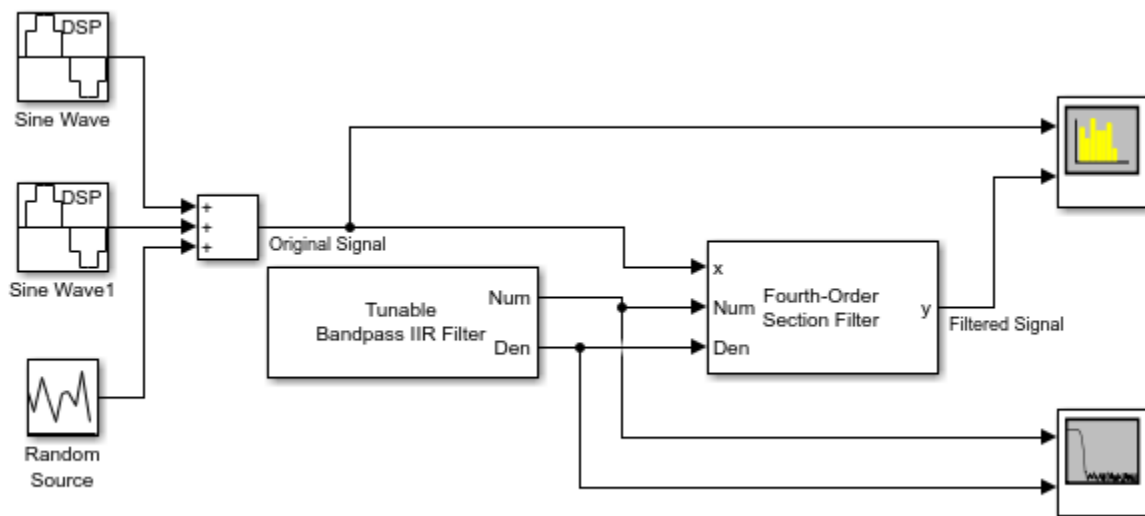 DSP
Sine Wave
DSP
Sine Wave1
Random
Source
+
+
+
Original Signal
Tunable
Bandpass IIR Filter
Num
Den
x
Num
Den
Fourth-Order
Section Filter
y
Filtered Signal